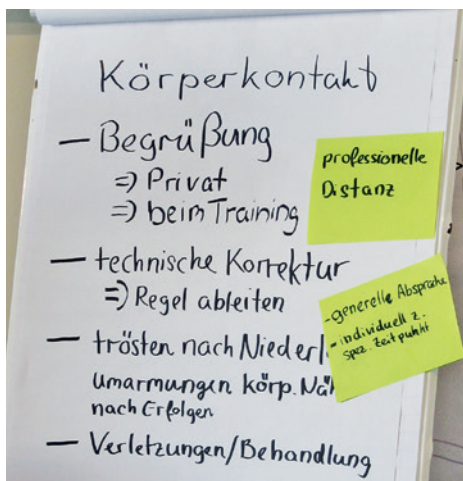 Körperkontakt
– Begrüßung
=> Privat
=> beim Training
– technische Korrektur
=> Regel ableiten
– trösten nach Niederl
umarmungen körp. Näh
nach Erfolgen
– Verletzungen/Behandlung
professionelle
Distanz
- generelle Absprache
- individuell z.
spez. Zeitpunkt